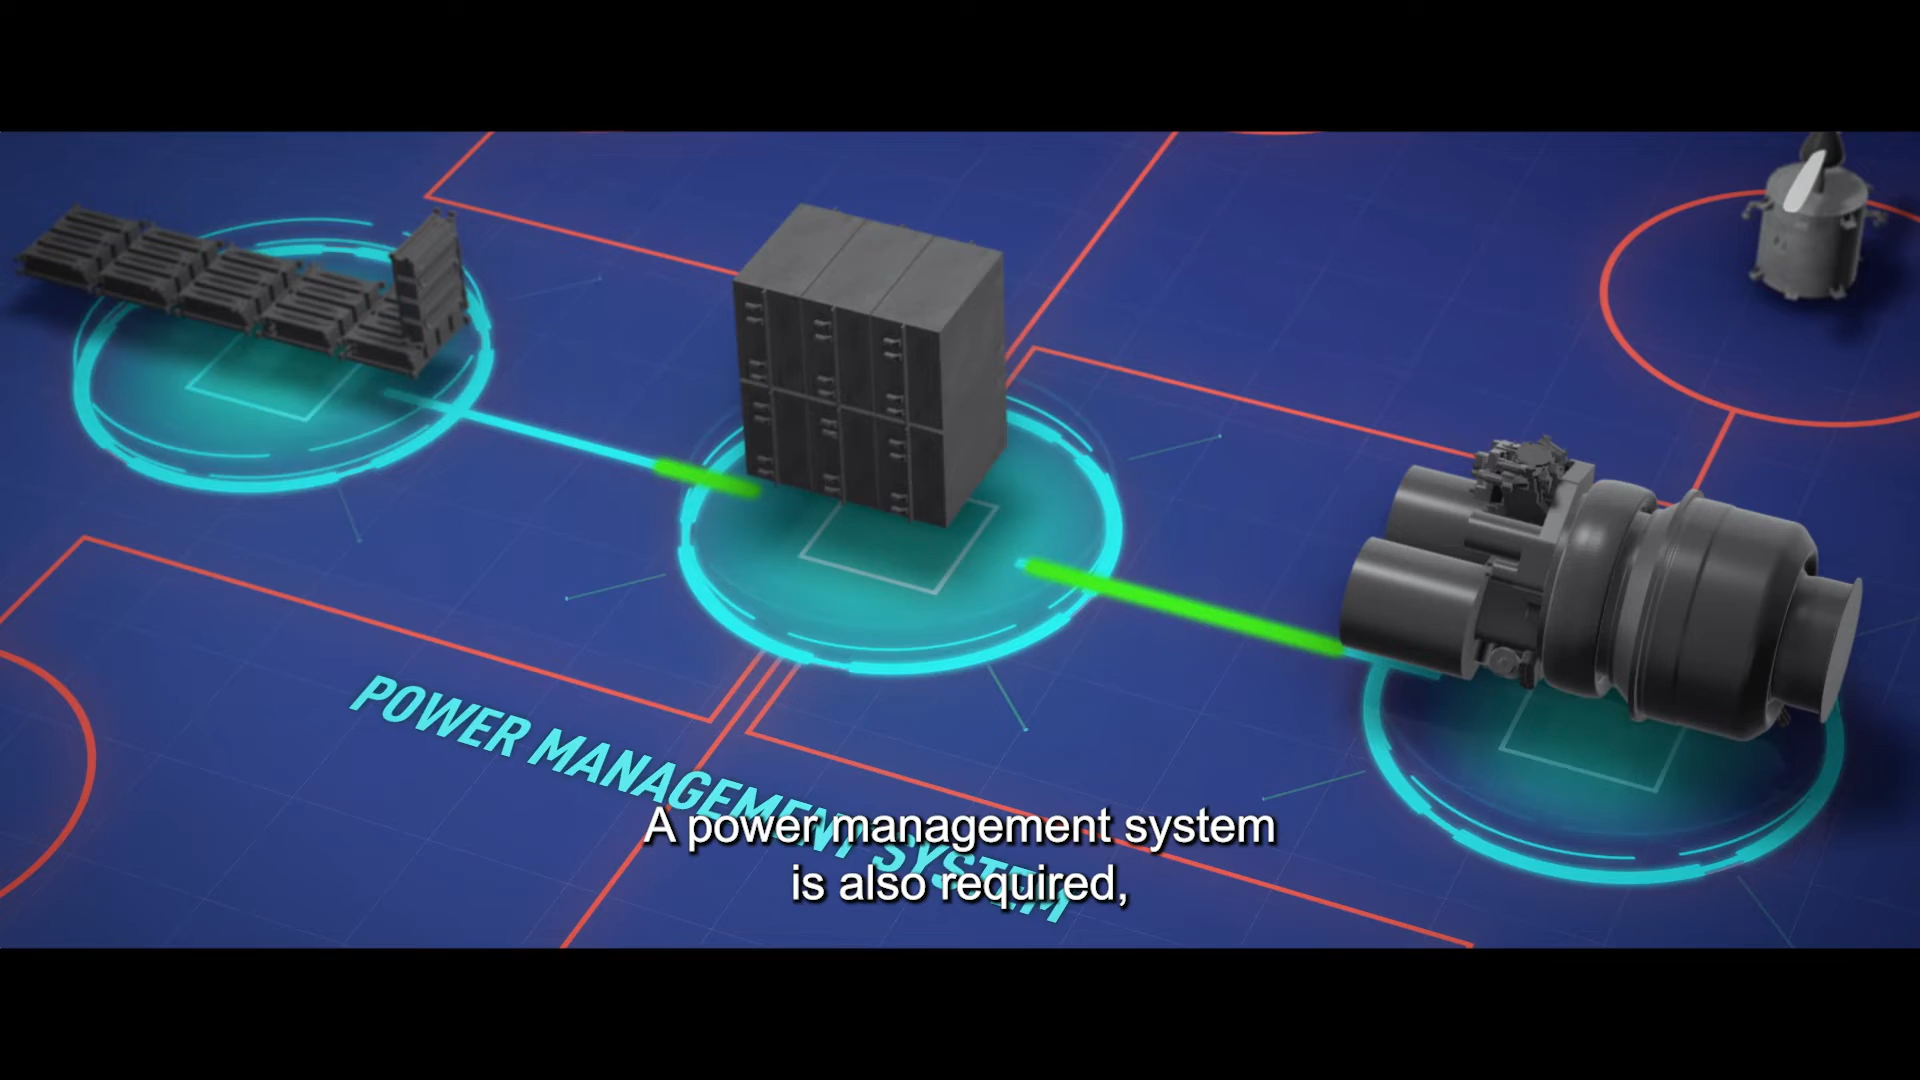 POWER MANAGEMENT SYSTEM
A power management system
is also required,